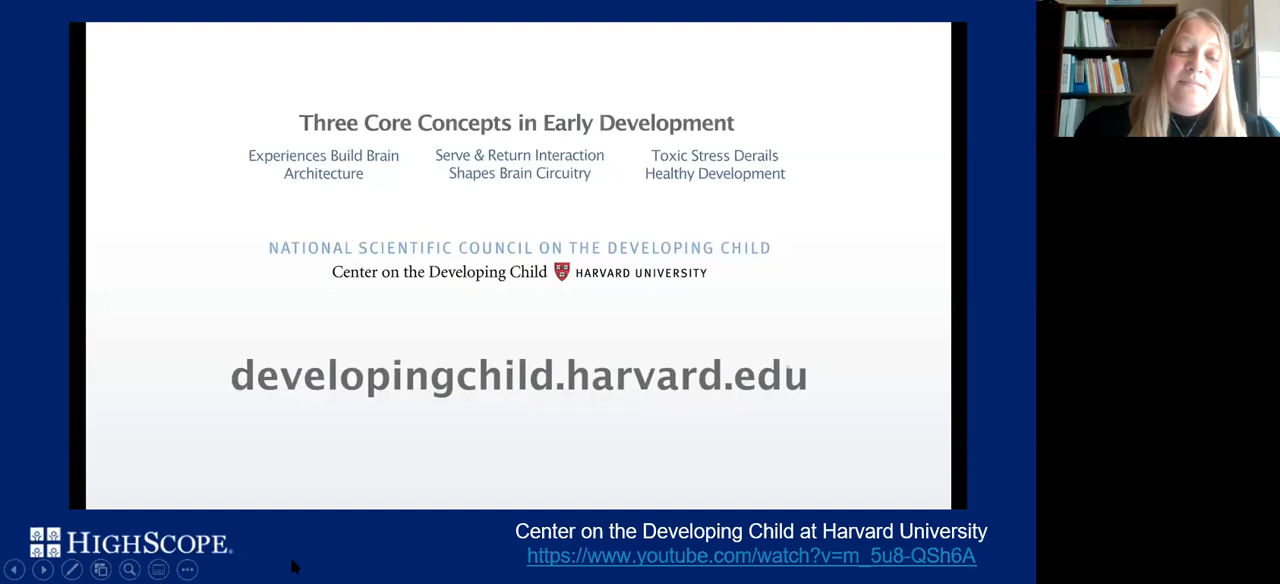 Three Core Concepts in Early Development
Experiences Build Brain
Architecture
Serve & Return Interaction
Shapes Brain Circuitry
Toxic Stress Derails
Healthy Development
NATIONAL SCIENTIFIC COUNCIL ON THE DEVELOPING CHILD
Center on the Developing Child HARVARD UNIVERSITY
developingchild.harvard.edu
HIGHSCOPE.
Center on the Developing Child at Harvard University
https://www.youtube.com/watch?v=m_5u8-QSh6A